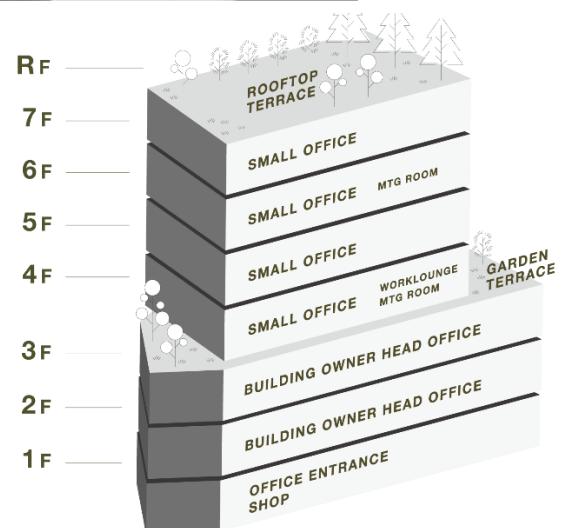 RF
ROOFTOP
TERRACE
7F
SMALL OFFICE
6F
SMALL OFFICE MTG ROOM
5F
SMALL OFFICE
4F
SMALL OFFICE
WORKLOUNGE
MTG ROOM
GARDEN
TERRACE
3F
BUILDING OWNER HEAD OFFICE
2F
BUILDING OWNER HEAD OFFICE
1F
OFFICE ENTRANCE
SHOP